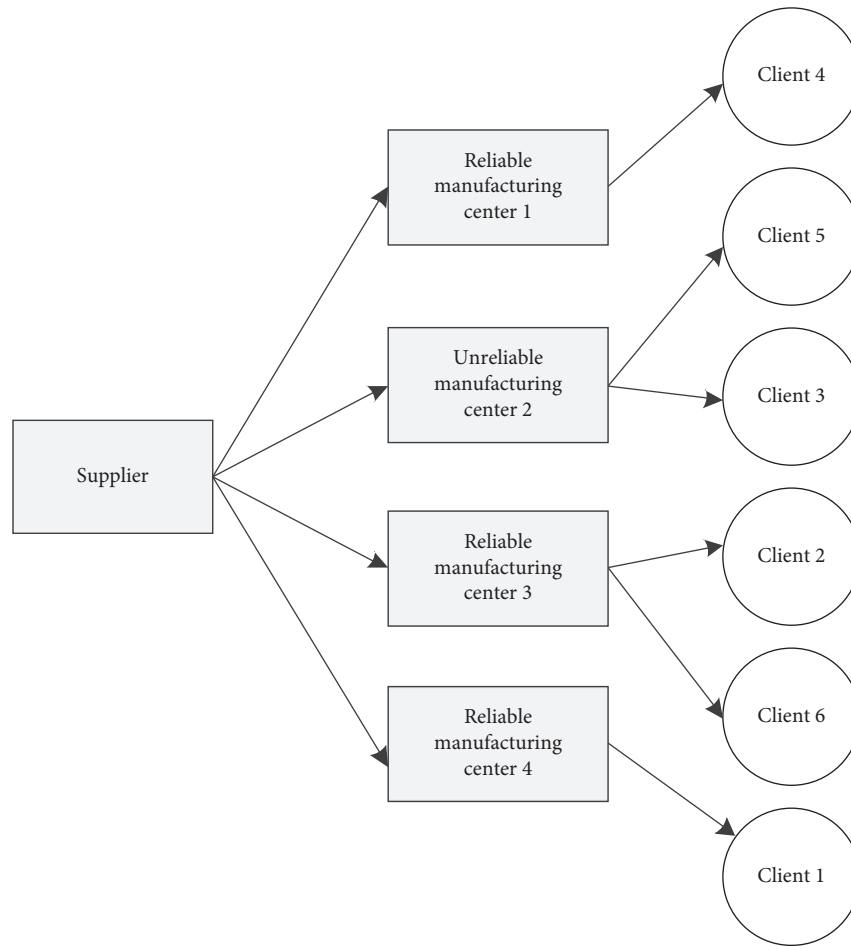 Client 4
Reliable
manufacturing
center 1
Client 5
Unreliable
manufacturing
center 2
Client 3
Supplier
Reliable
manufacturing
center 3
Client 2
Reliable
manufacturing
center 4
Client 6
Client 1